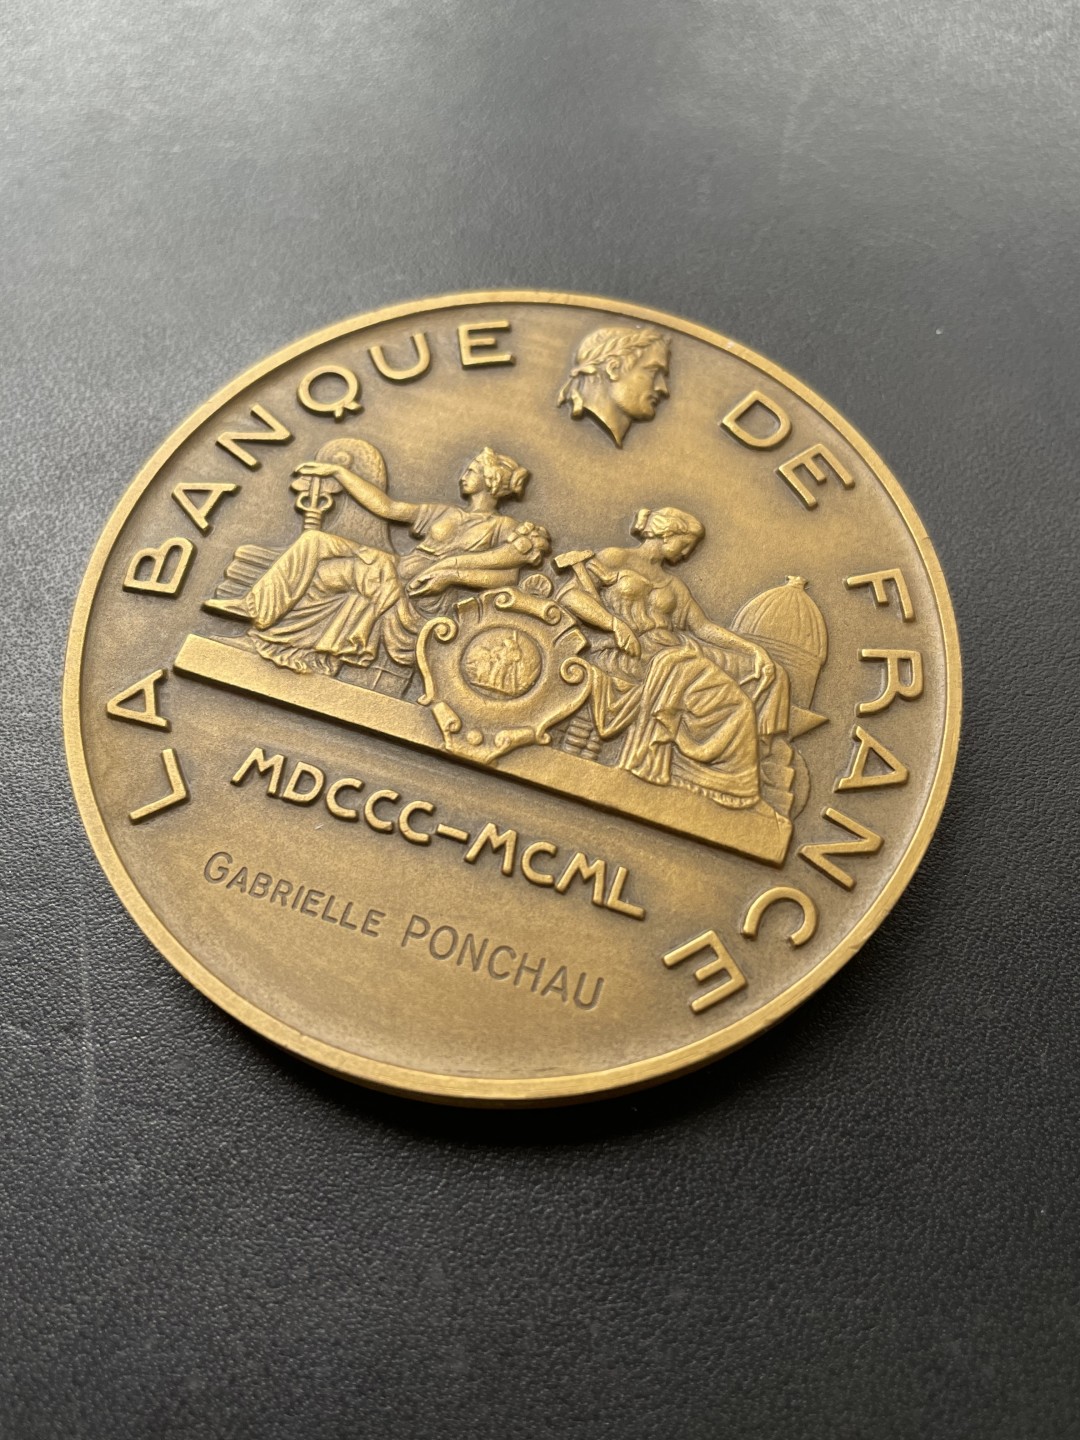 LA BANQUE DE FRANCE
MDCCC-MCML
GABRIELLE PONCHAU